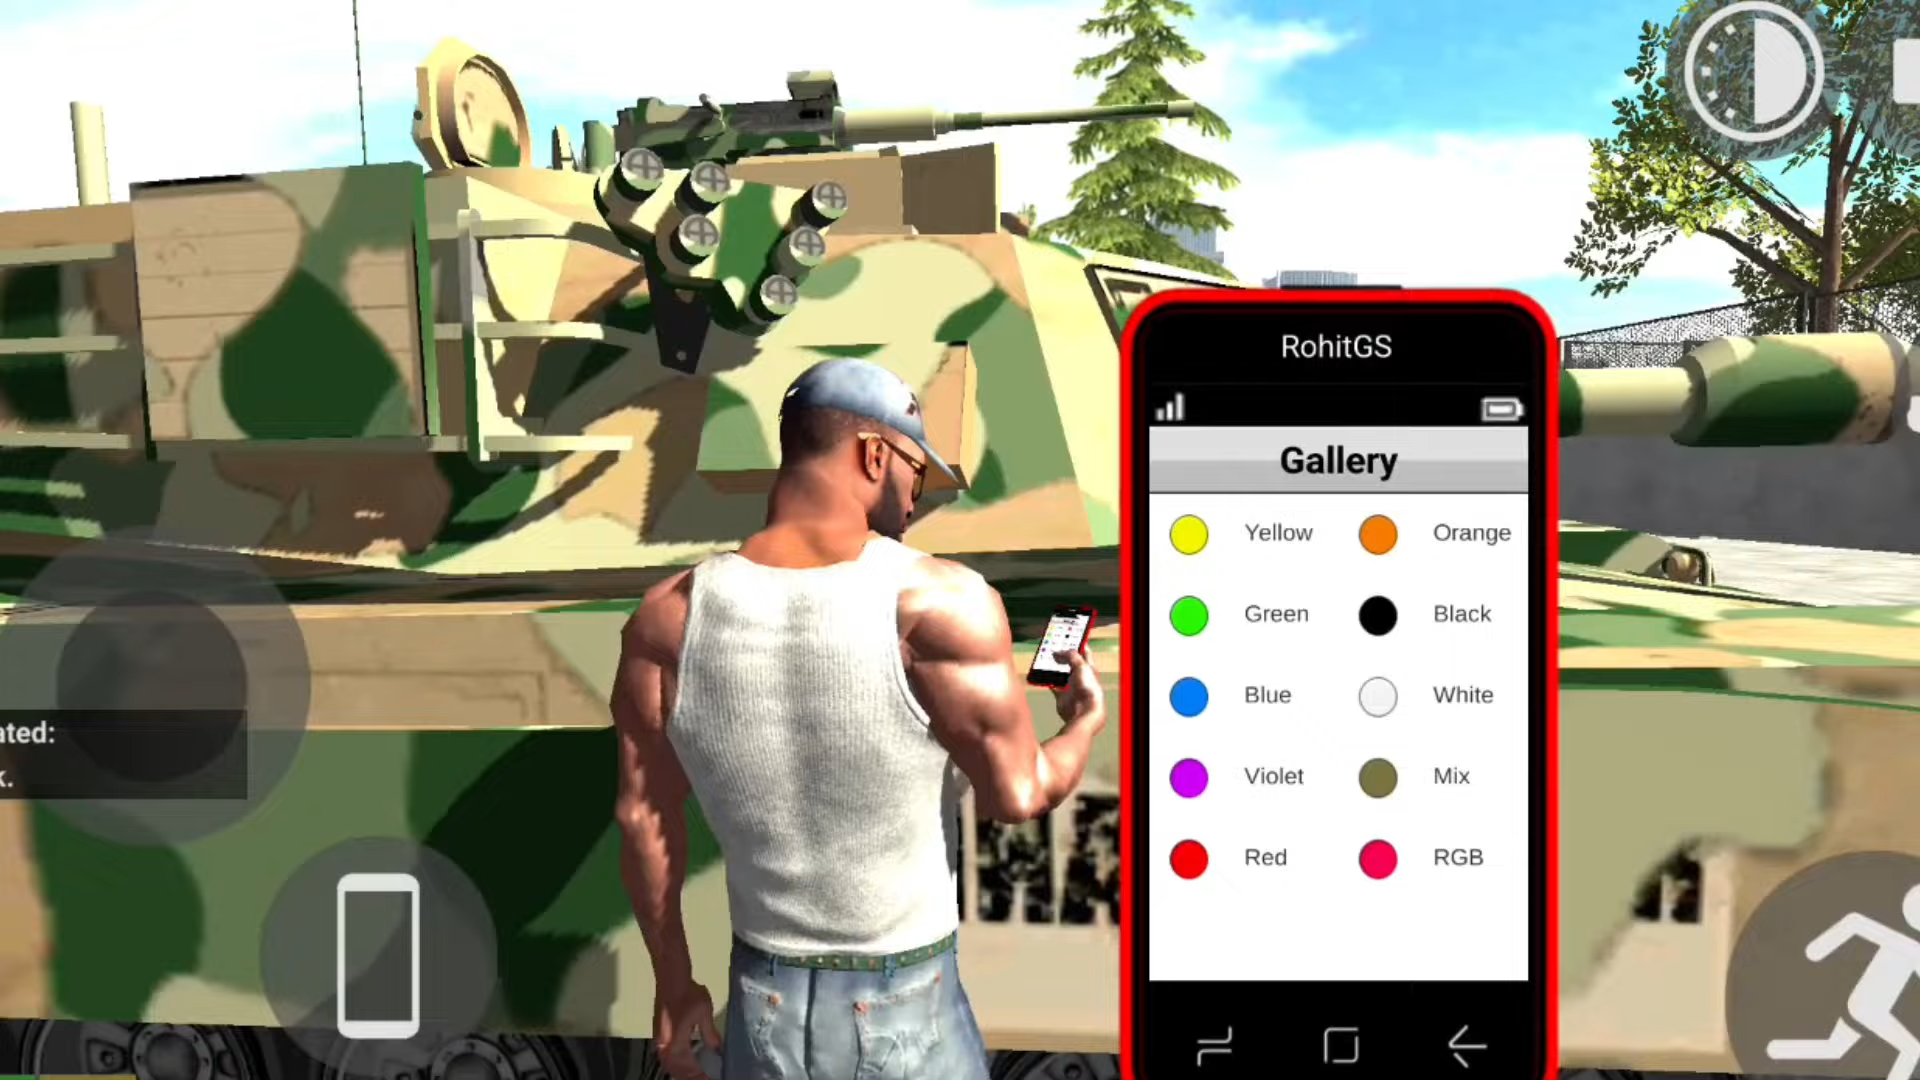 RohitGS
Gallery
Yellow Orange
Green Black
Blue White
ated:
Violet Mix
k.
Red RGB